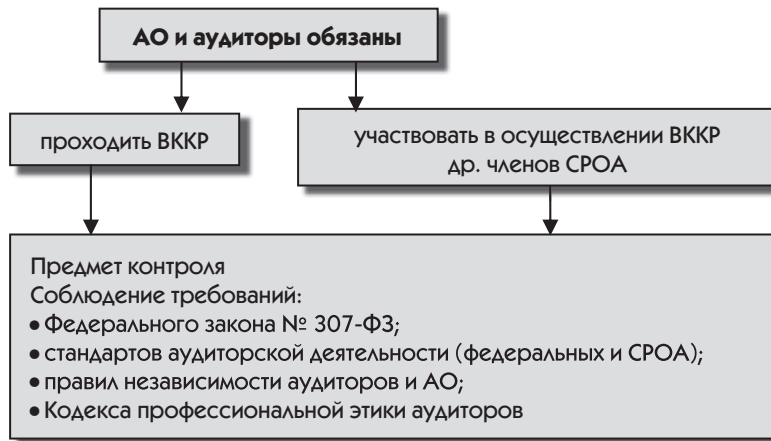 АО и аудиторы обязаны
проходить ВККР
участвовать в осуществлении ВККР
др. членов СРОА
Предмет контроля
Соблюдение требований:
• Федерального закона № 307-ФЗ;
• стандартов аудиторской деятельности (федеральных и СРОА);
• правил независимости аудиторов и АО;
• Кодекса профессиональной этики аудиторов